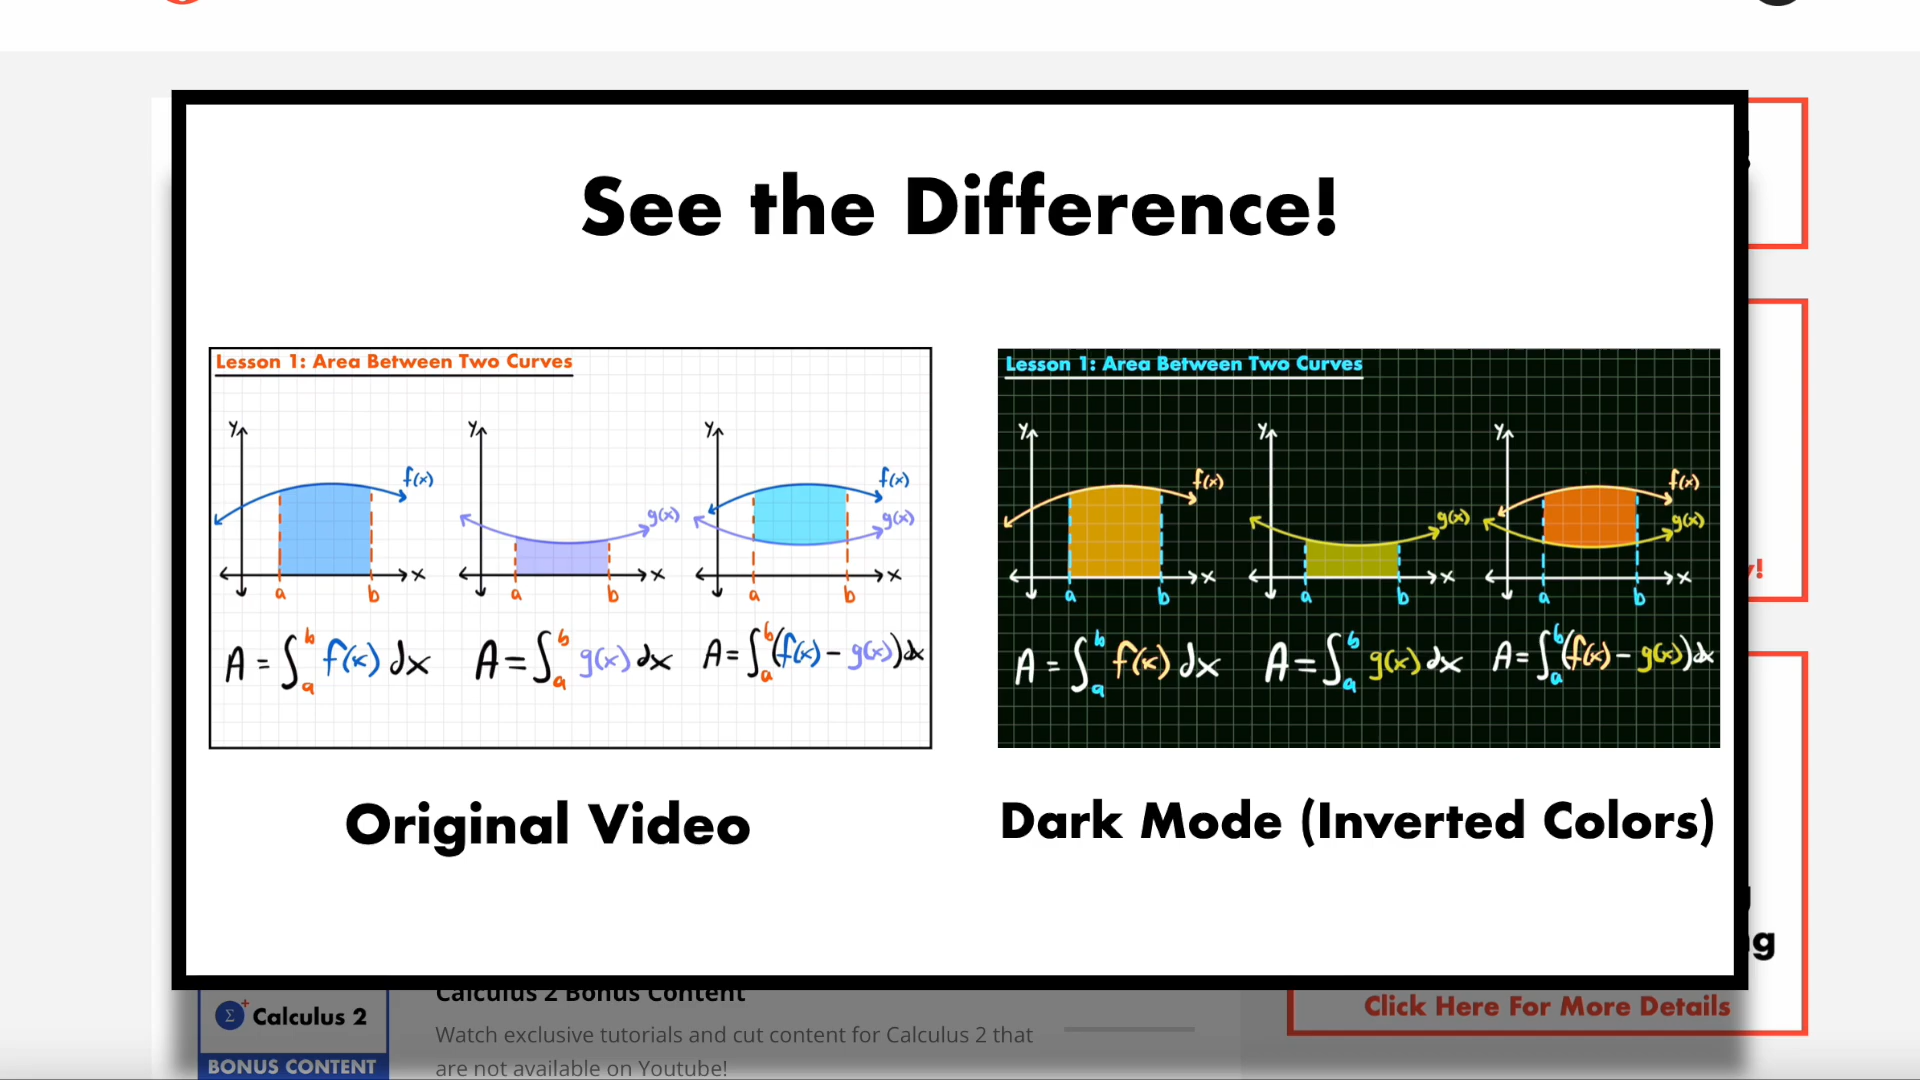 See the Difference!
Lesson 1: Area Between Two Curves
y y y
f(x) g(x) f(x) g(x)
x x x
a b a b a b
A = ∫ₐᵇ f(x) dx A = ∫ₐᵇ g(x) dx A = ∫ₐᵇ (f(x) - g(x)) dx
Original Video
Lesson 1: Area Between Two Curves
y y y
f(x) g(x) f(x) g(x)
x x x
a b a b a b
A = ∫ₐᵇ f(x) dx A = ∫ₐᵇ g(x) dx A = ∫ₐᵇ (f(x) - g(x)) dx
Dark Mode (Inverted Colors)
Σ+ Calculus 2
BONUS CONTENT
Calculus 2 Bonus Content
Watch exclusive tutorials and cut content for Calculus 2 that
are not available on Youtube!
Click Here For More Details